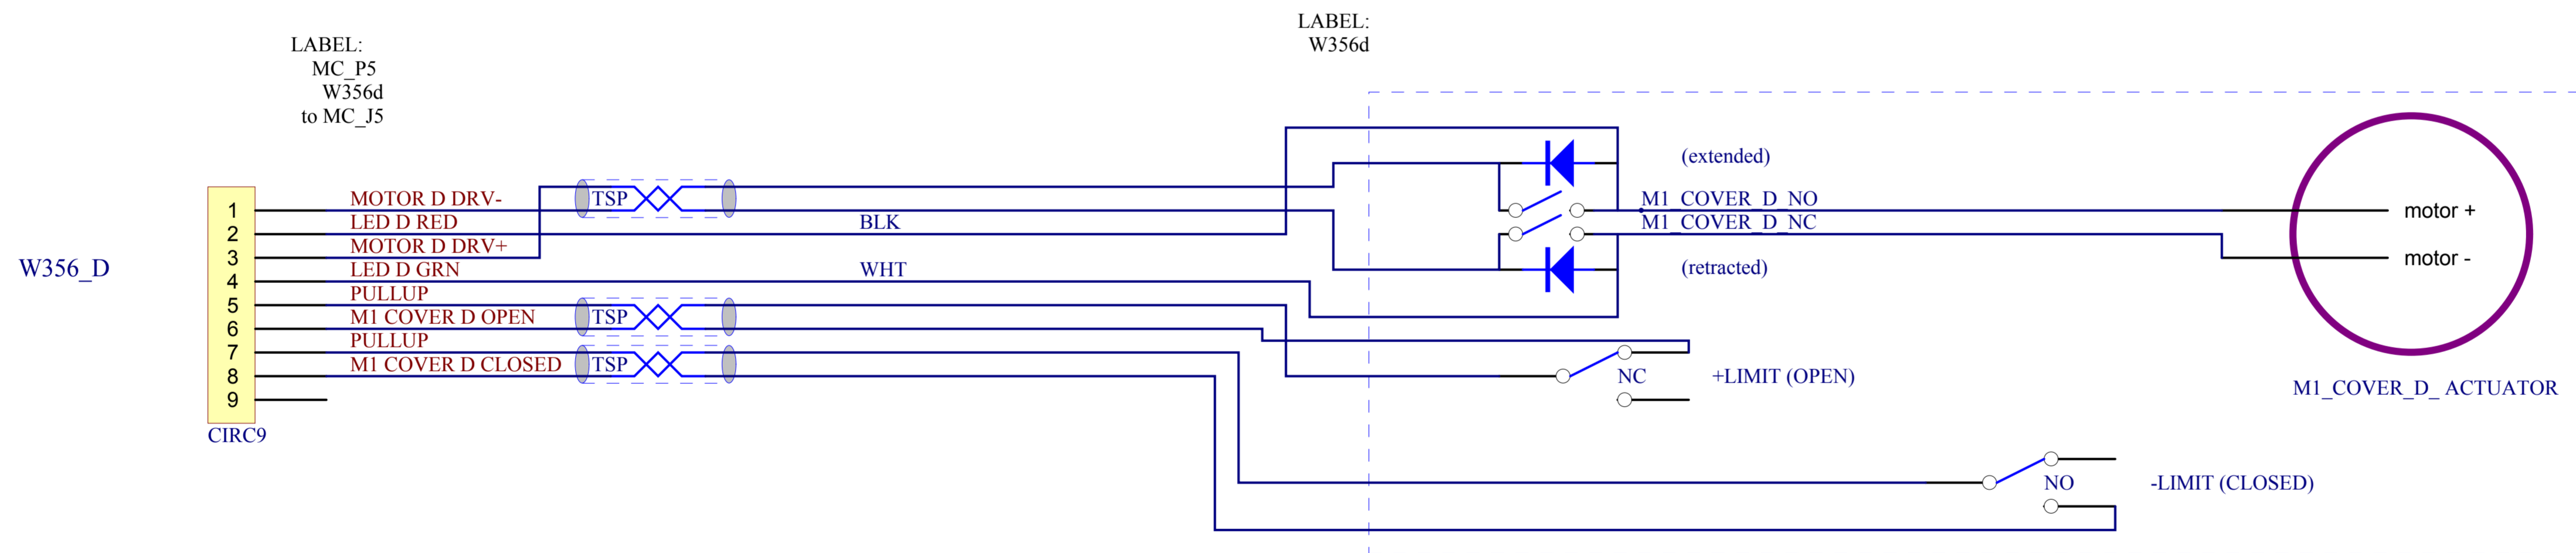 LABEL:
MC_P5
W356d
to MC_J5
LABEL:
W356d
W356_D
1
2
3
4
5
6
7
8
9
CIRC9
MOTOR D DRV-
LED D RED
MOTOR D DRV+
LED D GRN
PULLUP
M1 COVER D OPEN
PULLUP
M1 COVER D CLOSED
TSP
TSP
TSP
BLK
WHT
(extended)
M1_COVER_D_NO
M1_COVER_D_NC
(retracted)
NC
+LIMIT (OPEN)
NO
-LIMIT (CLOSED)
motor +
motor -
M1_COVER_D_ ACTUATOR